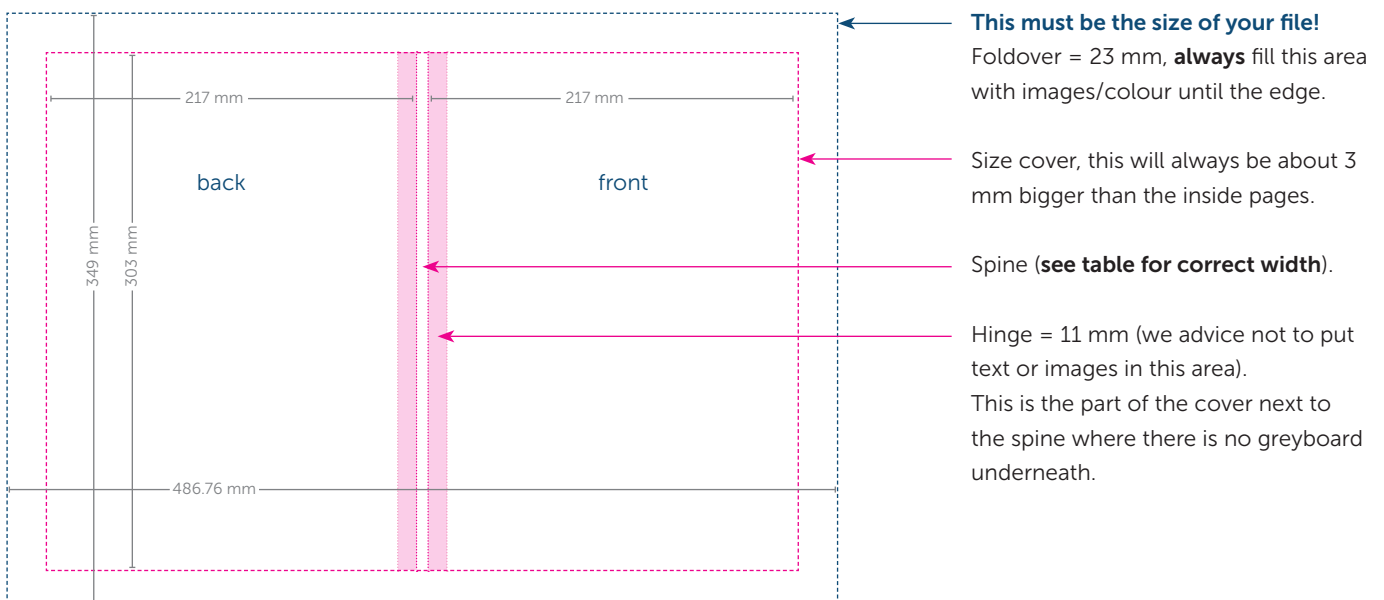 This must be the size of your file!
Foldover = 23 mm, always fill this area
with images/colour until the edge.
217 mm
217 mm
Size cover, this will always be about 3
mm bigger than the inside pages.
back
front
349 mm
303 mm
Spine (see table for correct width).
Hinge = 11 mm (we advice not to put
text or images in this area).
This is the part of the cover next to
the spine where there is no greyboard
underneath.
486.76 mm